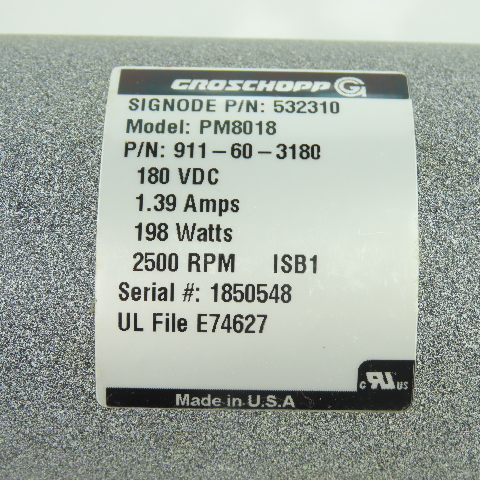 GROSCHOPP G
SIGNODE P/N: 532310
Model: PM8018
P/N: 911-60-3180
180 VDC
1.39 Amps
198 Watts
2500 RPM ISB1
Serial #: 1850548
UL File E74627
c RU US
Made in U.S.A